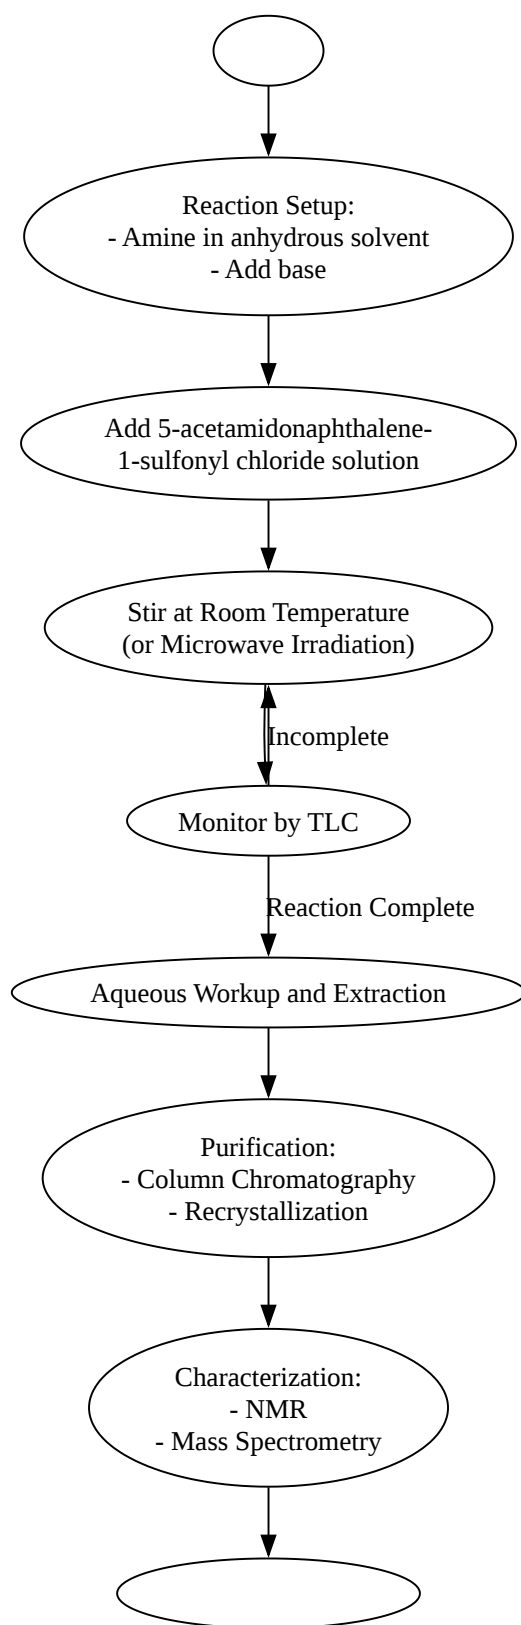 Reaction Setup:
- Amine in anhydrous solvent
- Add base
Add 5-acetamidonaphthalene-
1-sulfonyl chloride solution
Stir at Room Temperature
(or Microwave Irradiation)
Incomplete
Monitor by TLC
Reaction Complete
Aqueous Workup and Extraction
Purification:
- Column Chromatography
- Recrystallization
Characterization:
- NMR
- Mass Spectrometry